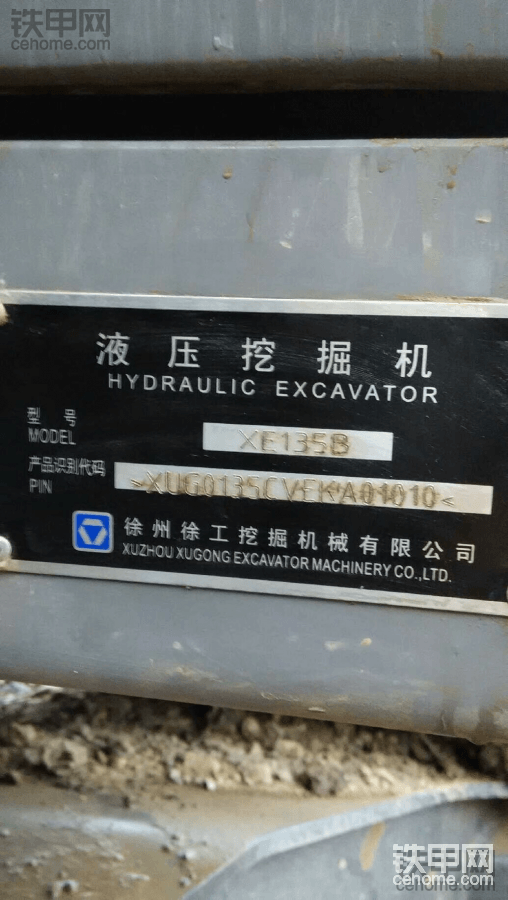 铁甲网
cehome.com
液压挖掘机
HYDRAULIC EXCAVATOR
型号
MODEL
XE135B
产品识别代码
PIN
<XUG0135CVFKA01010<
徐州徐工挖掘机械有限公司
XUZHOU XUGONG EXCAVATOR MACHINERY CO.,LTD.
铁甲网
cehome.com